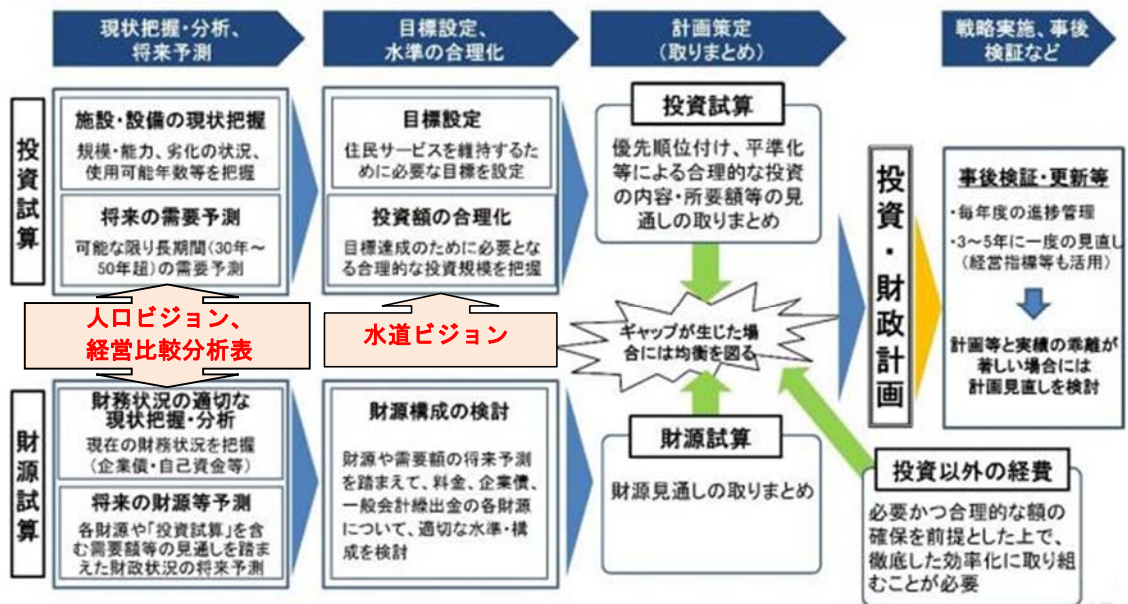 現状把握・分析、
将来予測
目標設定、
水準の合理化
計画策定
(取りまとめ)
戦略実施、事後
検証など
投資試算
施設・設備の現状把握
規模・能力、劣化の状況、
使用可能年数等を把握
将来の需要予測
可能な限り長期間(30年～
50年超)の需要予測
目標設定
住民サービスを維持するた
めに必要な目標を設定
投資額の合理化
目標達成のために必要とな
る合理的な投資規模を把握
投資試算
優先順位付け、平準化
等による合理的な投資
の内容・所要額等の見
通しの取りまとめ
人口ビジョン、
経営比較分析表
水道ビジョン
ギャップが生じた場
合には均衡を図る
投資・財政計画
事後検証・更新等
・毎年度の進捗管理
・3～5年に一度の見直し
(経営指標等も活用)
計画等と実績の乖離が
著しい場合には
計画見直しを検討
財源試算
財務状況の適切な
現状把握・分析
現在の財務状況を把握
(企業債・自己資金等)
将来の財源等予測
各財源や「投資試算」を含
む需要額等の見通しを踏ま
えた財政状況の将来予測
財源構成の検討
財源や需要額の将来予測
を踏まえて、料金、企業債、
一般会計繰出金の各財源
について、適切な水準・構
成を検討
財源試算
財源見通しの取りまとめ
投資以外の経費
必要かつ合理的な額の
確保を前提とした上で、
徹底した効率化に取り組
むことが必要